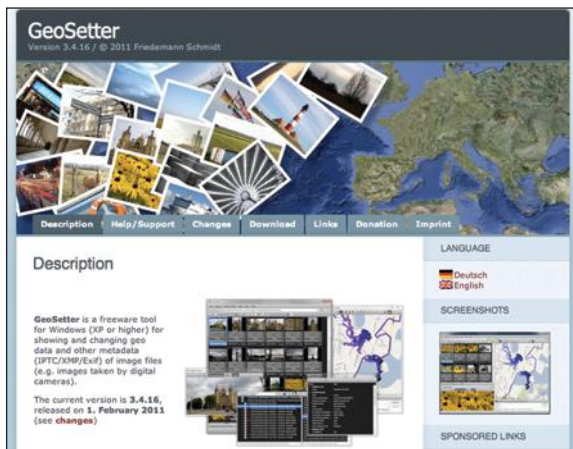 GeoSetter
Version 3.4.16 / © 2011 Friedemann Schmidt
Description
Help/Support
Changes
Download
Links
Donation
Imprint
Description
GeoSetter is a freeware tool
for Windows (XP or higher) for
showing and changing geo
data and other metadata
(IPTC/XMP/Exif) of image files
(e.g. images taken by digital
cameras).
The current version is 3.4.16,
released on 1. February 2011
(see changes)
LANGUAGE
Deutsch
English
SCREENSHOTS
SPONSORED LINKS